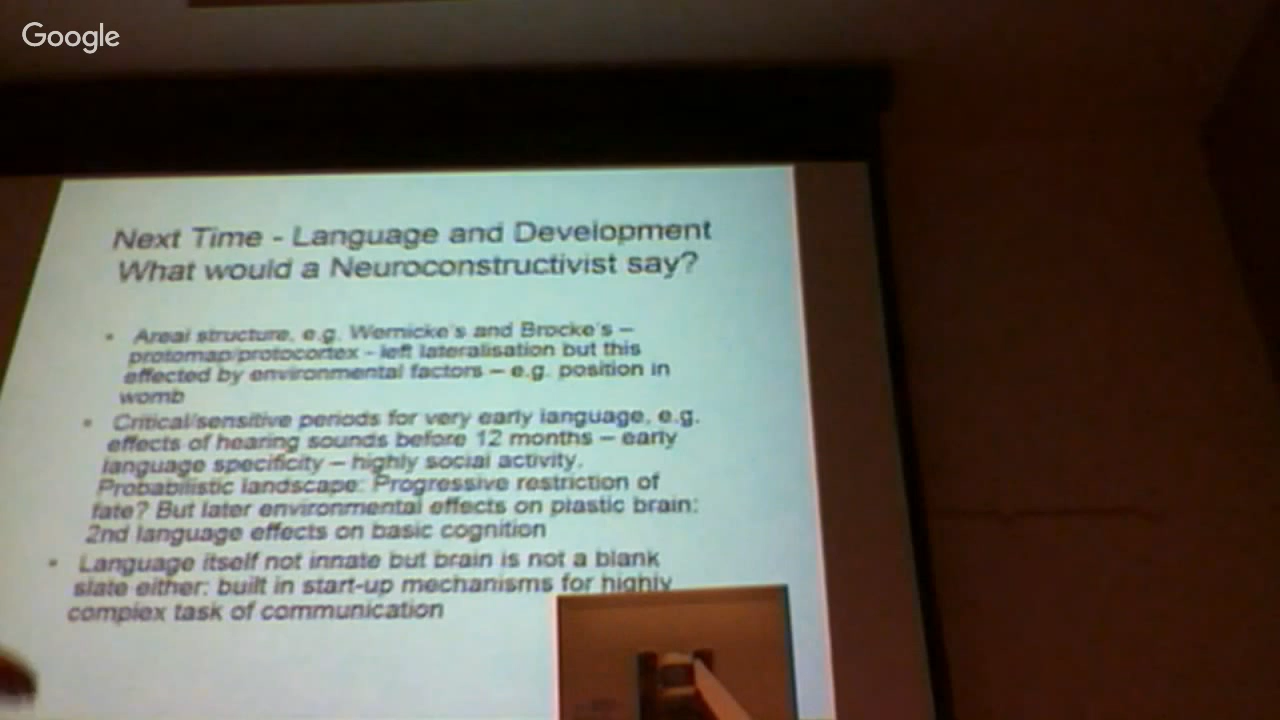 Google
Next Time - Language and Development
What would a Neuroconstructivist say?
• Areal structure, e.g. Wernicke's and Brocke's –
protomap/protocortex - left lateralisation but this
effected by environmental factors – e.g. position in
womb
• Critical/sensitive periods for very early language, e.g.
effects of hearing sounds before 12 months – early
language specificity – highly social activity.
Probabilistic landscape: Progressive restriction of
fate? But later environmental effects on plastic brain:
2nd language effects on basic cognition
• Language itself not innate but brain is not a blank
slate either: built in start-up mechanisms for highly
complex task of communication